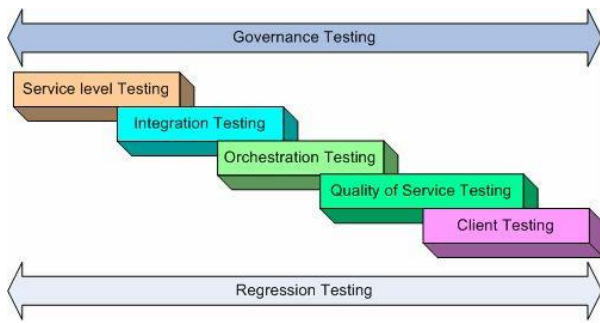 Governance Testing
Service level Testing
Integration Testing
Orchestration Testing
Quality of Service Testing
Client Testing
Regression Testing